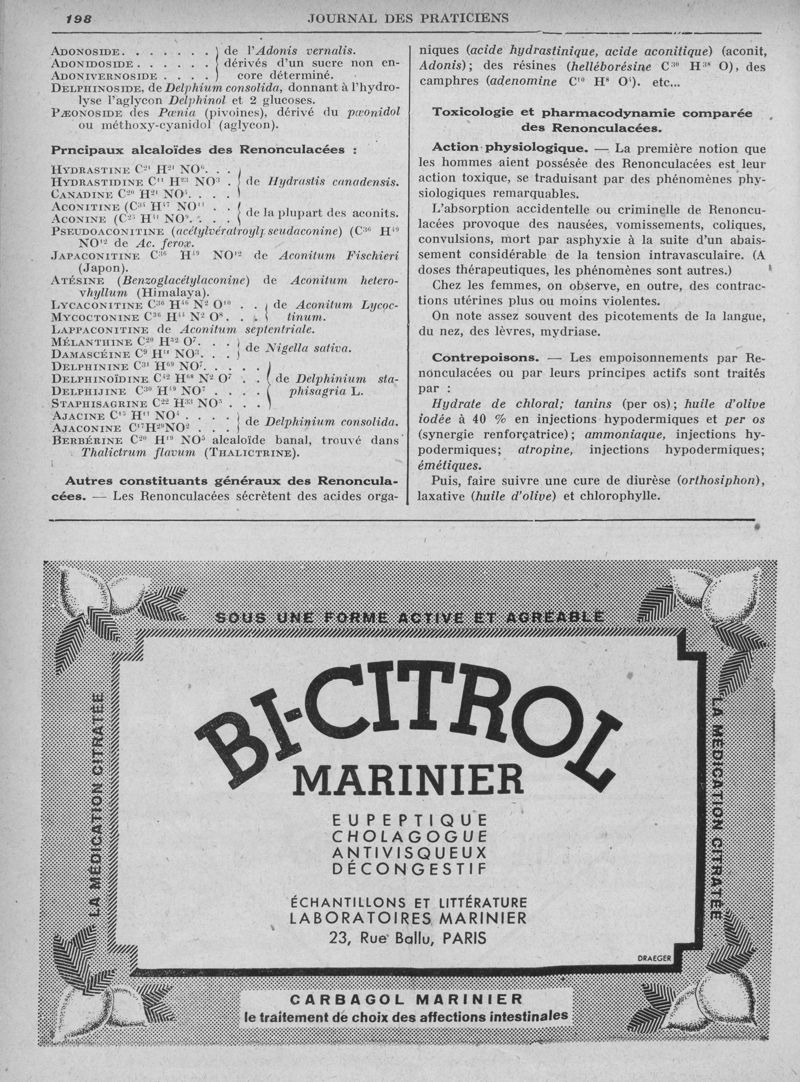 198
JOURNAL DES PRATICIENS
ADONOSIDE. . . . . . . ) de l'Adonis vernalis.
ADONIDOSIDE . . . . . . } dérivés d'un sucre non en-
ADONIVERNOSIDE . . . . ) core déterminé.
DELPHINOSIDE, de Delphium consolida, donnant à l'hydro-
lyse l'aglycon Delphinol et 2 glucoses.
PÆONOSIDE des Pœnia (pivoines), dérivé du pæonidol
ou méthoxy-cyanidol (aglycon).
Prncipaux alcaloïdes des Renonculacées :
HYDRASTINE C²¹ H²¹ NO⁶. . . )
HYDRASTIDINE C¹¹ H²³ NO³ . } de Hydrastis canadensis.
CANADINE C²⁰ H²¹ NO⁴. . . . )
ACONITINE (C³⁴ H⁴⁷ NO¹¹ . . (
ACONINE (C²⁵ H⁴¹ NO⁹. . . . ( de la plupart des aconits.
PSEUDOACONITINE (acétylvératroylpseudaconine) (C³⁶ H⁴⁹
NO¹² de Ac. ferox.
JAPACONITINE C³⁶ H⁴⁹ NO¹² de Aconitum Fischieri
(Japon).
ATÉSINE (Benzoglacétylaconine) de Aconitum hetero-
vhyllum (Himalaya).
LYCACONITINE C³⁶ H⁴⁶ N² O¹⁰ . . ) de Aconitum Lycoc-
MYCOCTONINE C³⁶ H⁴⁴ N² O⁸. . . ) tinum.
LAPPACONITINE de Aconitum septentriale.
MÉLANTHINE C²⁰ H³² O⁷. . . )
DAMASCÉINE C⁹ H¹¹ NO³. . . ) de Nigella sativa.
DELPHININE C³¹ H⁴⁹ NO⁷. . . . . )
DELPHINOÏDINE C⁴² H⁶⁸ N² O⁷ . . ( de Delphinium sta-
DELPHIJINE C³⁰ H⁴⁹ NO⁷ . . . . ( phisagria L.
STAPHISAGRINE C²² H³³ NO⁵ . . . )
AJACINE C¹⁵ H¹¹ NO⁴ . . . . . )
AJACONINE C¹⁷H²⁹NO² . . . ) de Delphinium consolida.
BERBÉRINE C²⁰ H¹⁹ NO⁵ alcaloïde banal, trouvé dans
Thalictrum flavum (THALICTRINE).
Autres constituants généraux des Renoncula-
cées. — Les Renonculacées sécrètent des acides orga-
niques (acide hydrastinique, acide aconitique) (aconit,
Adonis) ; des résines (helléborésine C³⁰ H³⁸ O), des
camphres (adenomine C¹⁰ H⁸ O⁴). etc...
Toxicologie et pharmacodynamie comparée
des Renonculacées.
Action physiologique. — La première notion que
les hommes aient possésée des Renonculacées est leur
action toxique, se traduisant par des phénomènes phy-
siologiques remarquables.
L'absorption accidentelle ou criminelle de Renoncu-
lacées provoque des nausées, vomissements, coliques,
convulsions, mort par asphyxie à la suite d'un abais-
sement considérable de la tension intravasculaire. (A
doses thérapeutiques, les phénomènes sont autres.)
Chez les femmes, on observe, en outre, des contrac-
tions utérines plus ou moins violentes.
On note assez souvent des picotements de la langue,
du nez, des lèvres, mydriase.
Contrepoisons. — Les empoisonnements par Re-
nonculacées ou par leurs principes actifs sont traités
par :
Hydrate de chloral; tanins (per os) ; huile d'olive
iodée à 40 % en injections hypodermiques et per os
(synergie renforçatrice) ; ammoniaque, injections hy-
podermiques; atropine, injections hypodermiques;
émétiques.
Puis, faire suivre une cure de diurèse (orthosiphon),
laxative (huile d'olive) et chlorophylle.
SOUS UNE FORME ACTIVE ET AGRÉABLE
LA MÉDICATION CITRATÉE
BI-CITROL
MARINIER
EUPEPTIQUE
CHOLAGOGUE
ANTIVISQUEUX
DÉCONGESTIF
ÉCHANTILLONS ET LITTÉRATURE
LABORATOIRES MARINIER
23, Rue Ballu, PARIS
DRAEGER
LA MÉDICATION CITRATÉE
CARBAGOL MARINIER
le traitement de choix des affections intestinales